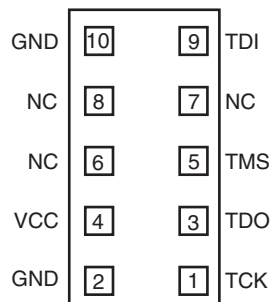 GND 10 9 TDI
NC 8 7 NC
NC 6 5 TMS
VCC 4 3 TDO
GND 2 1 TCK